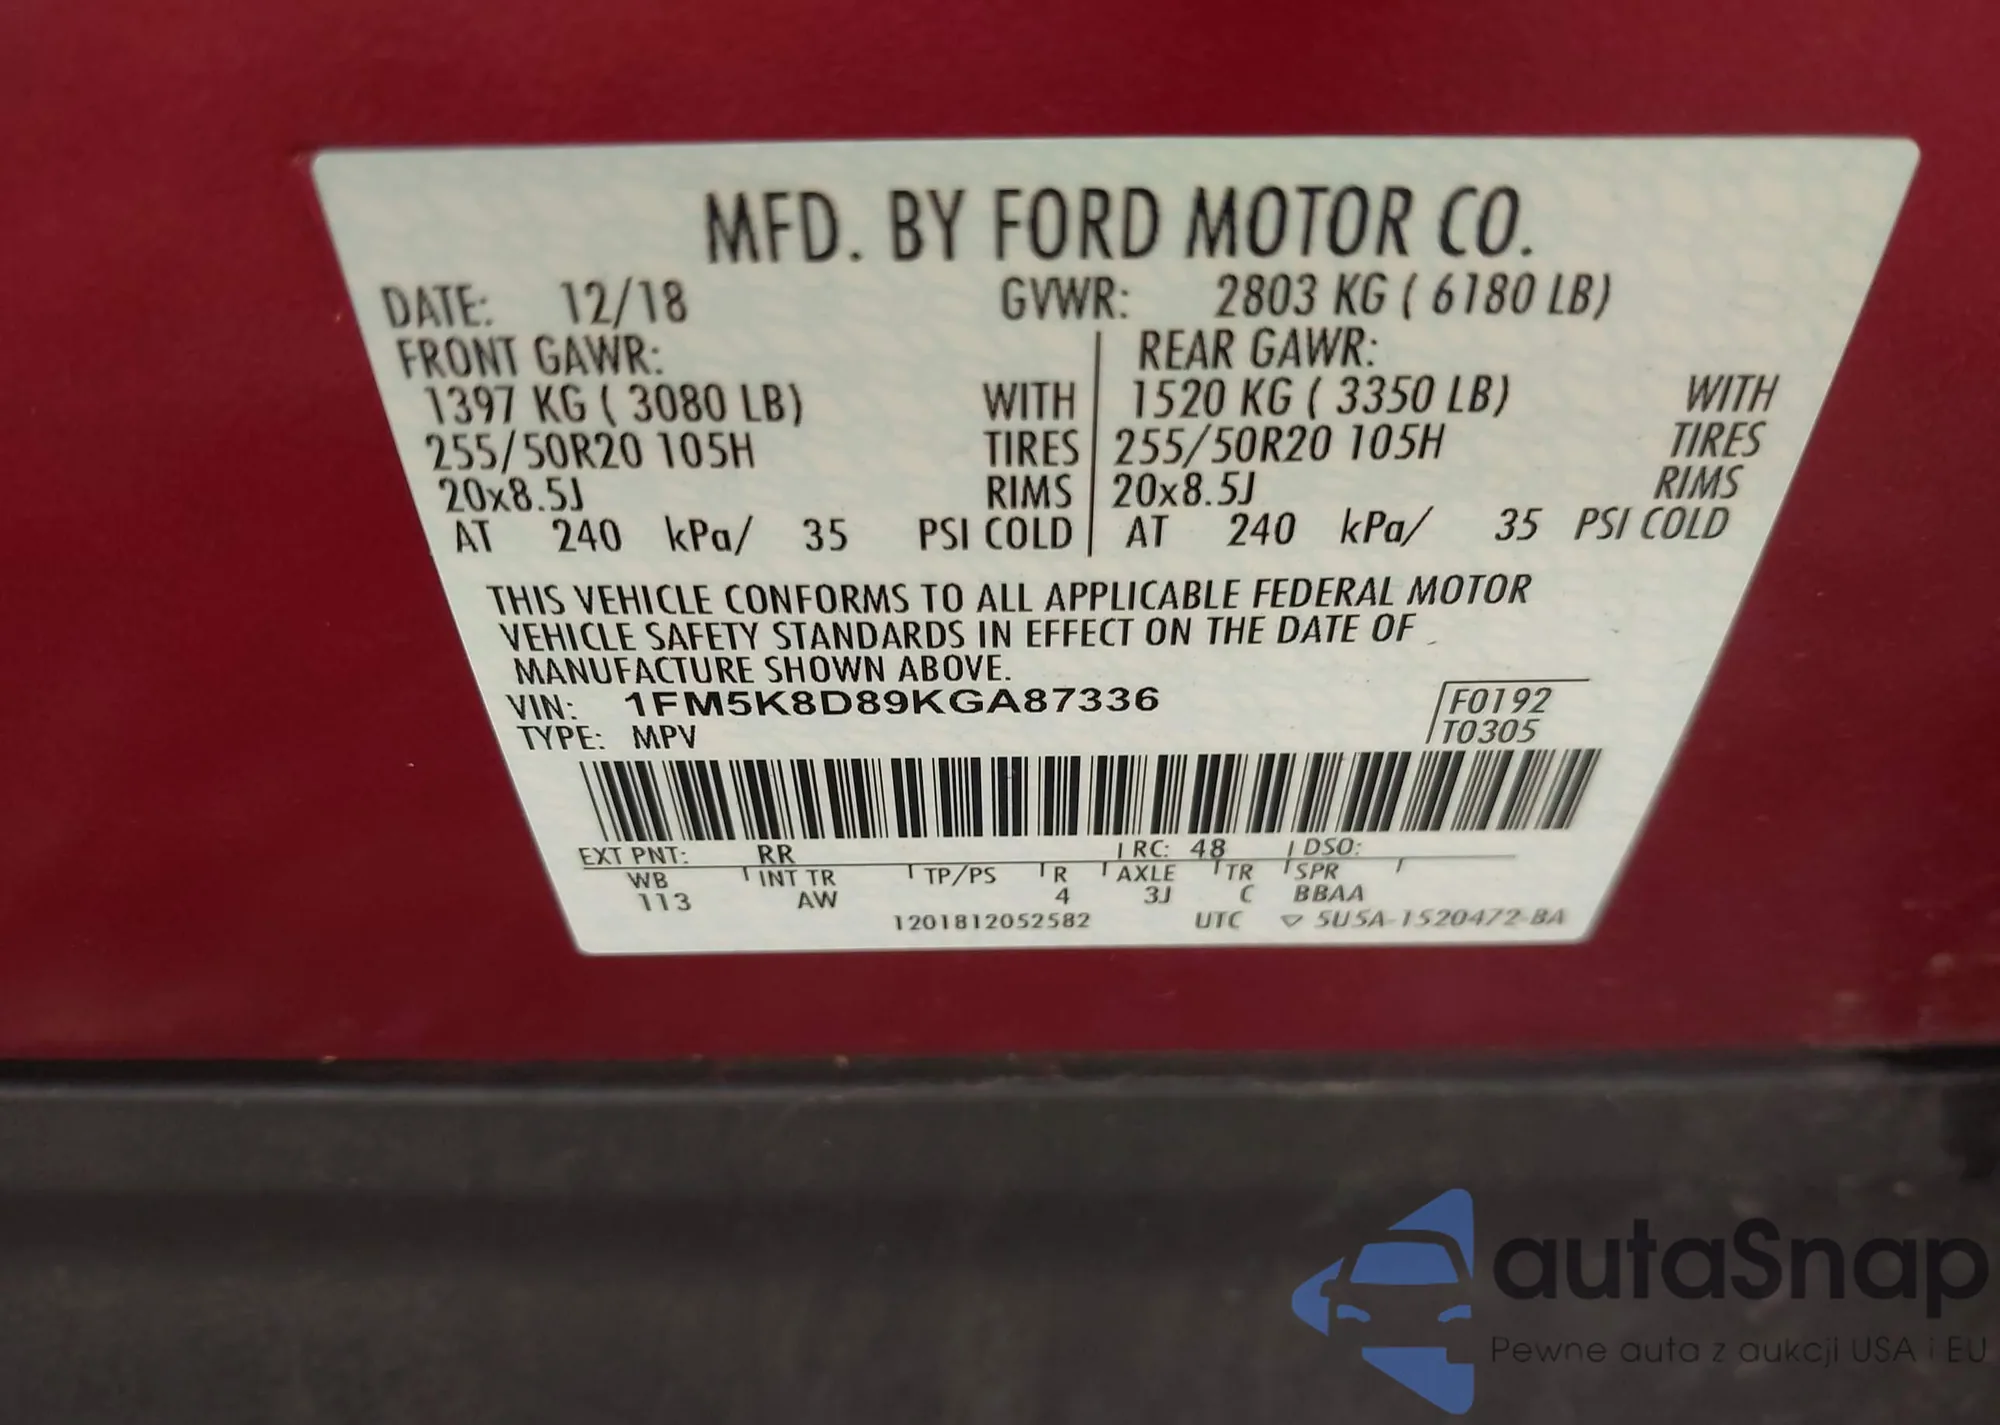 MFD. BY FORD MOTOR CO.
DATE: 12/18 GVWR: 2803 KG ( 6180 LB)
FRONT GAWR: REAR GAWR:
1397 KG ( 3080 LB) WITH 1520 KG ( 3350 LB) WITH
255/50R20 105H TIRES 255/50R20 105H TIRES
20x8.5J RIMS 20x8.5J RIMS
AT 240 kPa/ 35 PSI COLD AT 240 kPa/ 35 PSI COLD
THIS VEHICLE CONFORMS TO ALL APPLICABLE FEDERAL MOTOR
VEHICLE SAFETY STANDARDS IN EFFECT ON THE DATE OF
MANUFACTURE SHOWN ABOVE.
VIN: 1FM5K8D89KGA87336 F0192
TYPE: MPV T0305
EXT PNT: RR RC: 48 DSO:
WB INT TR TP/PS R AXLE TR SPR
113 AW 4 3J C BBAA
1201812052582 UTC ▽ 5U5A-1520472-BA
autaSnap
Pewne auta z aukcji USA i EU